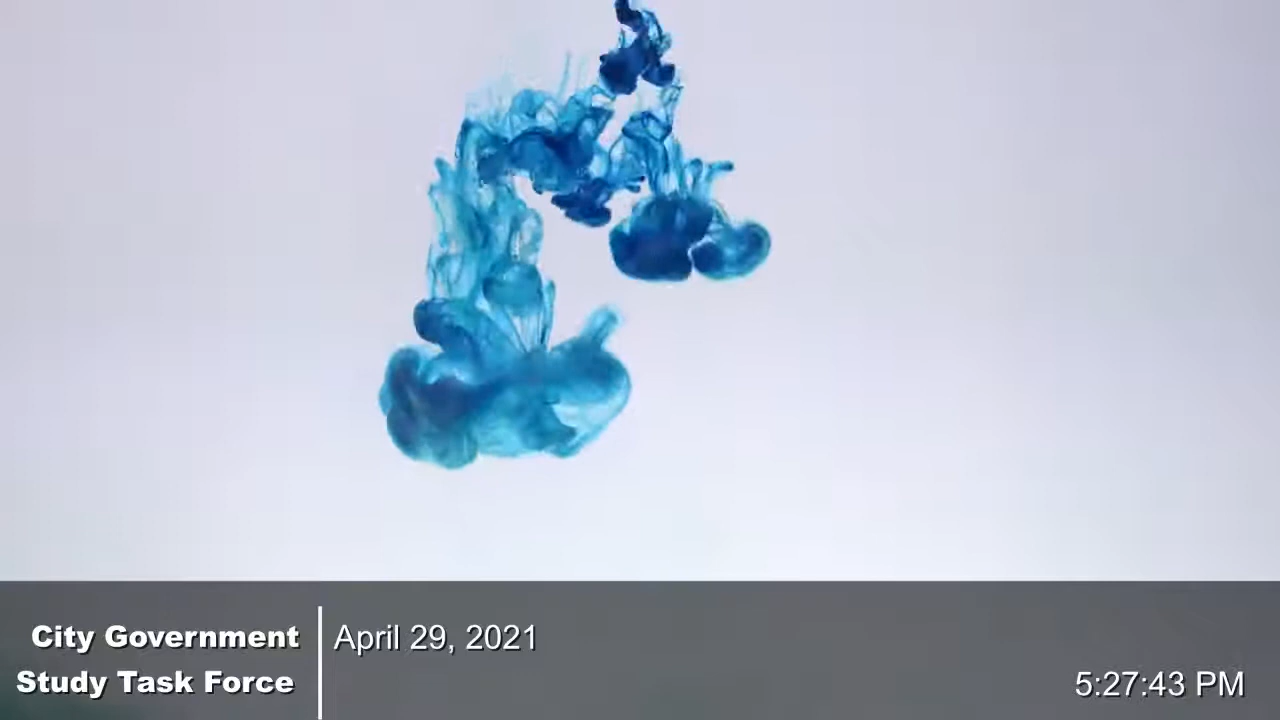 City Government
Study Task Force
April 29, 2021
5:27:43 PM